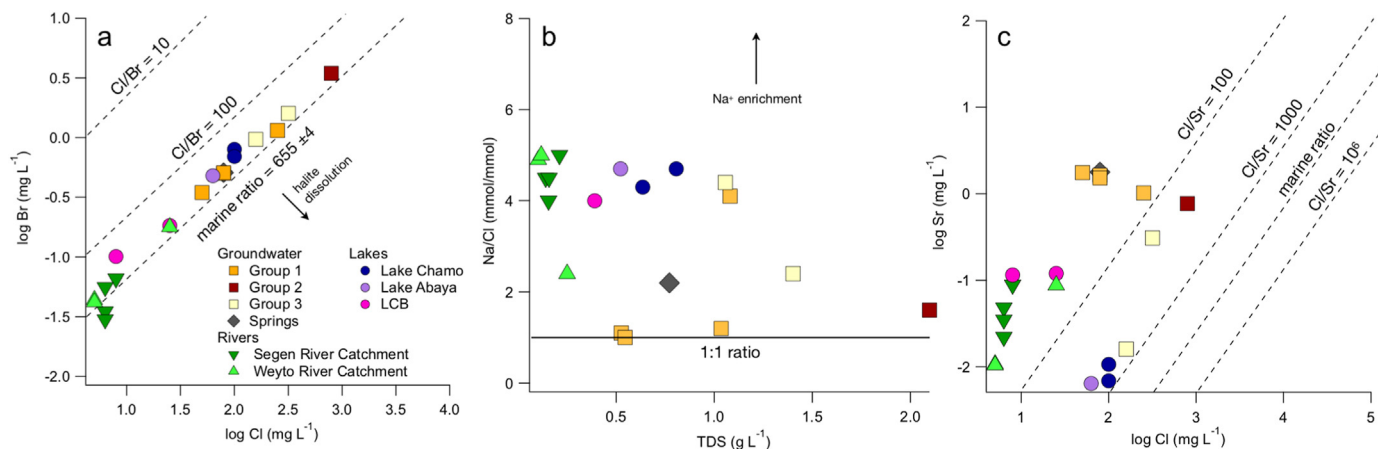 a
1.0
0.5
0.0
-0.5
-1.0
-1.5
-2.0
log Br (mg L⁻¹)
Cl/Br = 10
Cl/Br = 100
marine ratio = 655 ±4
halite
dissolution
Groundwater
Group 1
Group 2
Group 3
Springs
Rivers
Segen River Catchment
Weyto River Catchment
Lakes
Lake Chamo
Lake Abaya
LCB
1.0 1.5 2.0 2.5 3.0 3.5 4.0
log Cl (mg L⁻¹)
b
8
6
4
2
0
Na/Cl (mmol/mmol)
Na⁺ enrichment
1:1 ratio
0.5 1.0 1.5 2.0
TDS (g L⁻¹)
c
2
1
0
-1
-2
log Sr (mg L⁻¹)
Cl/Sr = 100
Cl/Sr = 1000
marine ratio
Cl/Sr = 10⁶
1 2 3 4 5
log Cl (mg L⁻¹)